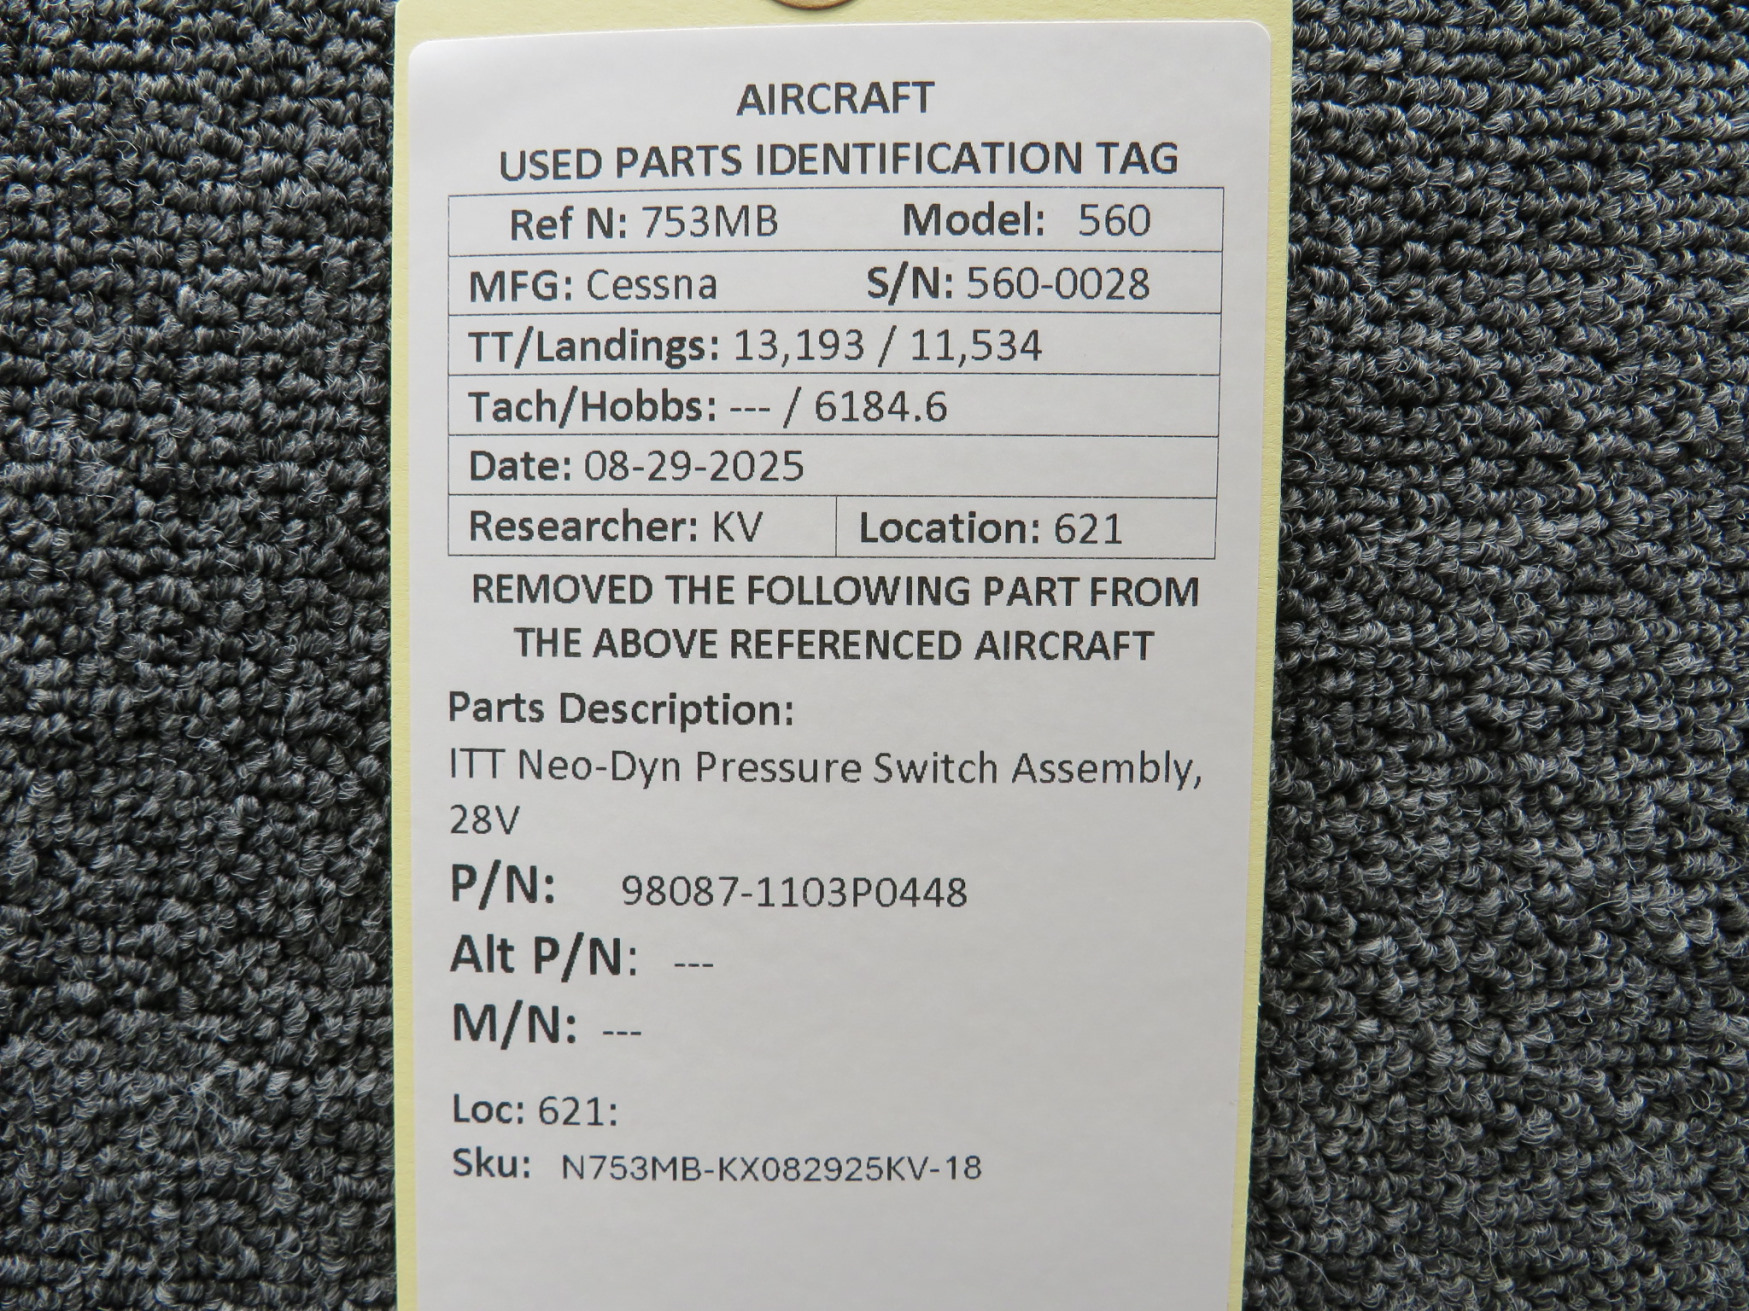 AIRCRAFT
USED PARTS IDENTIFICATION TAG
Ref N: 753MB Model: 560
MFG: Cessna S/N: 560-0028
TT/Landings: 13,193 / 11,534
Tach/Hobbs: --- / 6184.6
Date: 08-29-2025
Researcher: KV Location: 621
REMOVED THE FOLLOWING PART FROM
THE ABOVE REFERENCED AIRCRAFT
Parts Description:
ITT Neo-Dyn Pressure Switch Assembly,
28V
P/N: 98087-1103P0448
Alt P/N: ---
M/N: ---
Loc: 621:
Sku: N753MB-KX082925KV-18